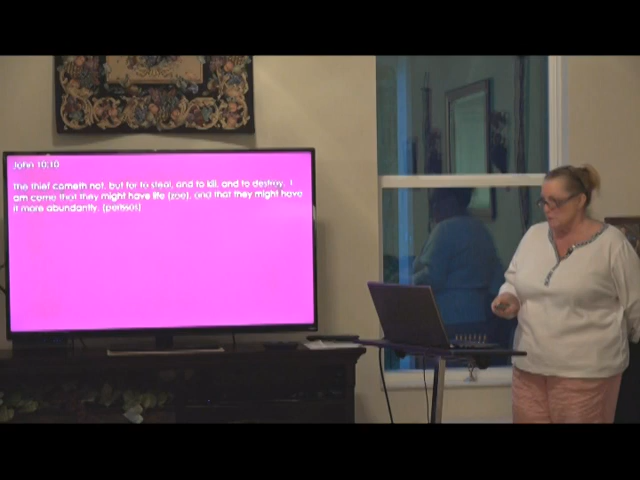 John 10:10
The thief cometh not, but for to steal, and to kill, and to destroy. I
am come that they might have life (zoe), and that they might have
it more abundantly. (perissos)